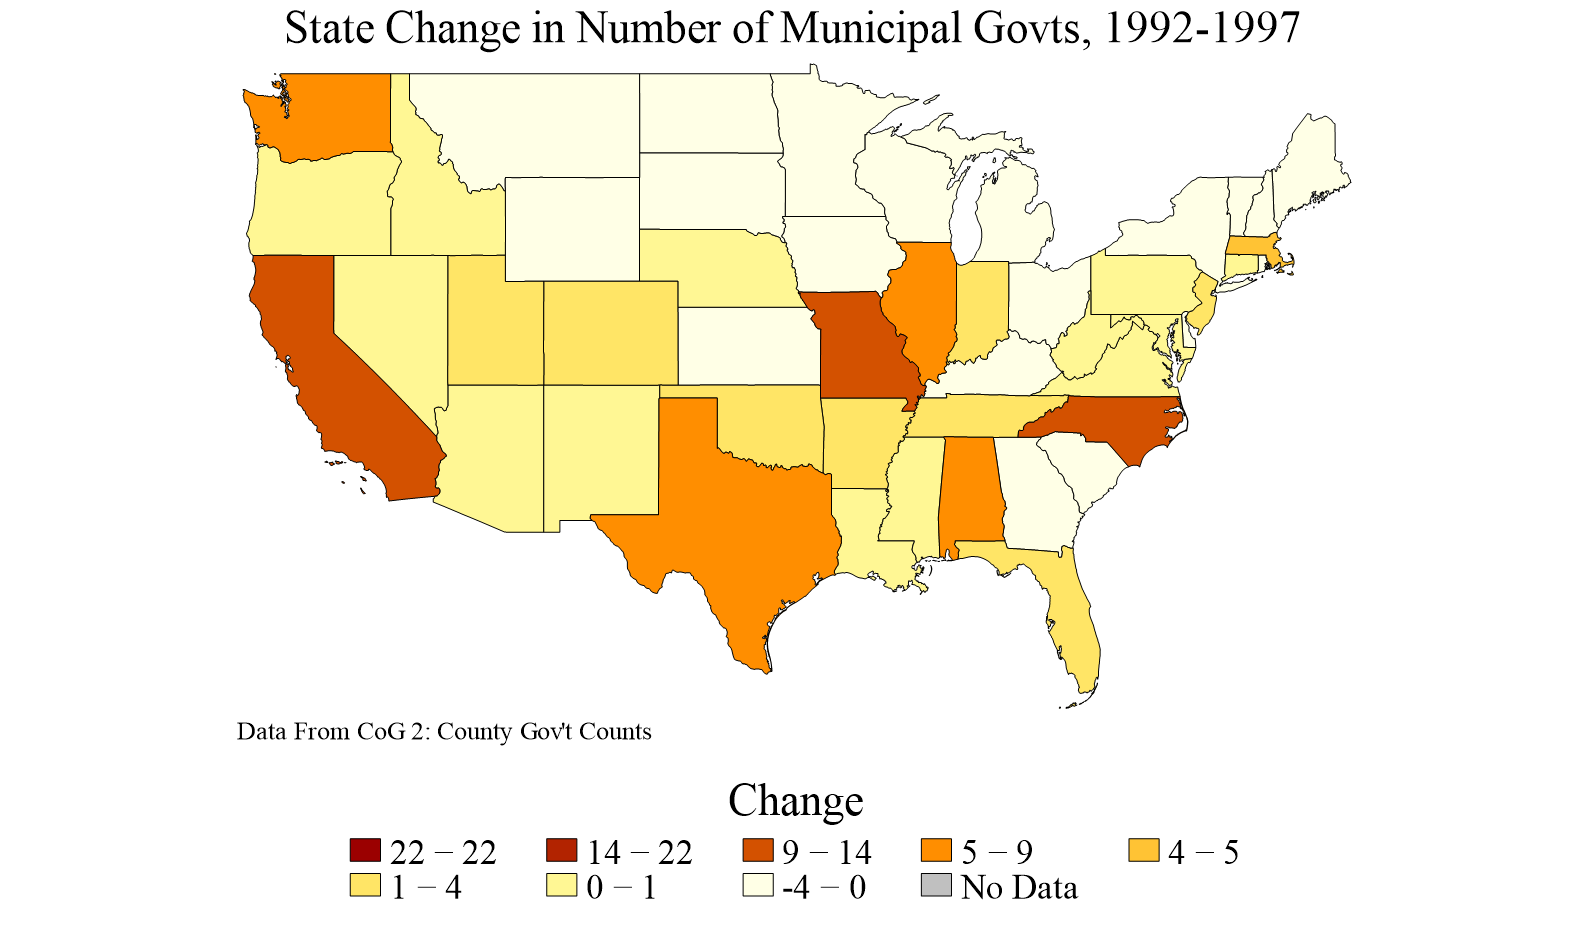 State Change in Number of Municipal Govts, 1992-1997
Data From CoG 2: County Gov't Counts
Change
22 – 22 14 – 22 9 – 14 5 – 9 4 – 5
1 – 4 0 – 1 -4 – 0 No Data